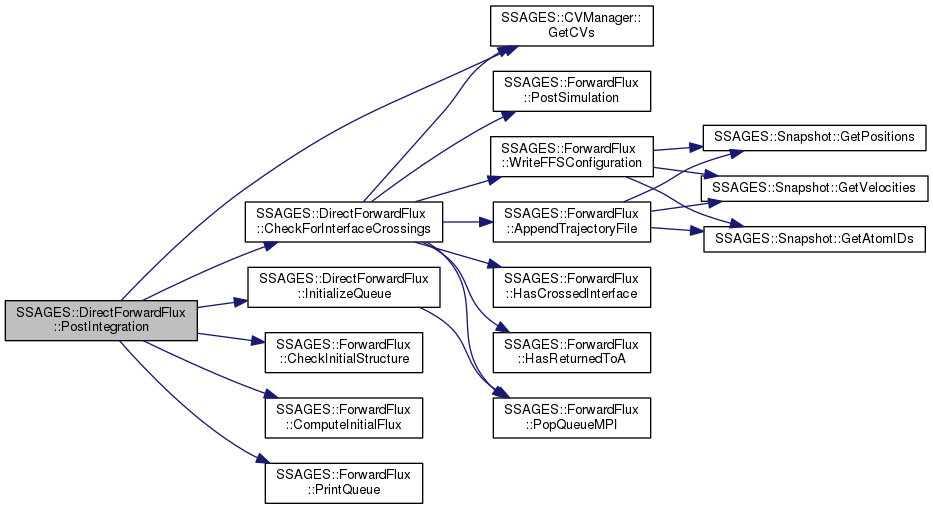 SSAGES::DirectForwardFlux
::PostIntegration
SSAGES::CVManager::
GetCVs
SSAGES::DirectForwardFlux
::CheckForInterfaceCrossings
SSAGES::ForwardFlux
::PostSimulation
SSAGES::ForwardFlux
::WriteFFSConfiguration
SSAGES::Snapshot::GetPositions
SSAGES::Snapshot::GetVelocities
SSAGES::Snapshot::GetAtomIDs
SSAGES::ForwardFlux
::AppendTrajectoryFile
SSAGES::ForwardFlux
::HasCrossedInterface
SSAGES::ForwardFlux
::HasReturnedToA
SSAGES::ForwardFlux
::PopQueueMPI
SSAGES::DirectForwardFlux
::InitializeQueue
SSAGES::ForwardFlux
::CheckInitialStructure
SSAGES::ForwardFlux
::ComputeInitialFlux
SSAGES::ForwardFlux
::PrintQueue